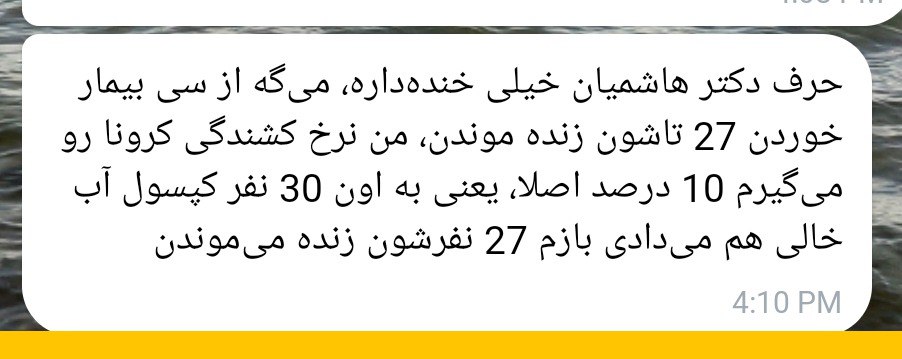 حرف دکتر هاشمیان خیلی خنده‌داره، می‌گه از سی بیمار
خوردن 27 تاشون زنده موندن، من نرخ کشندگی کرونا رو
می‌گیرم 10 درصد اصلا، یعنی به اون 30 نفر کپسول آب
خالی هم می‌دادی بازم 27 نفرشون زنده می‌موندن
4:10 PM